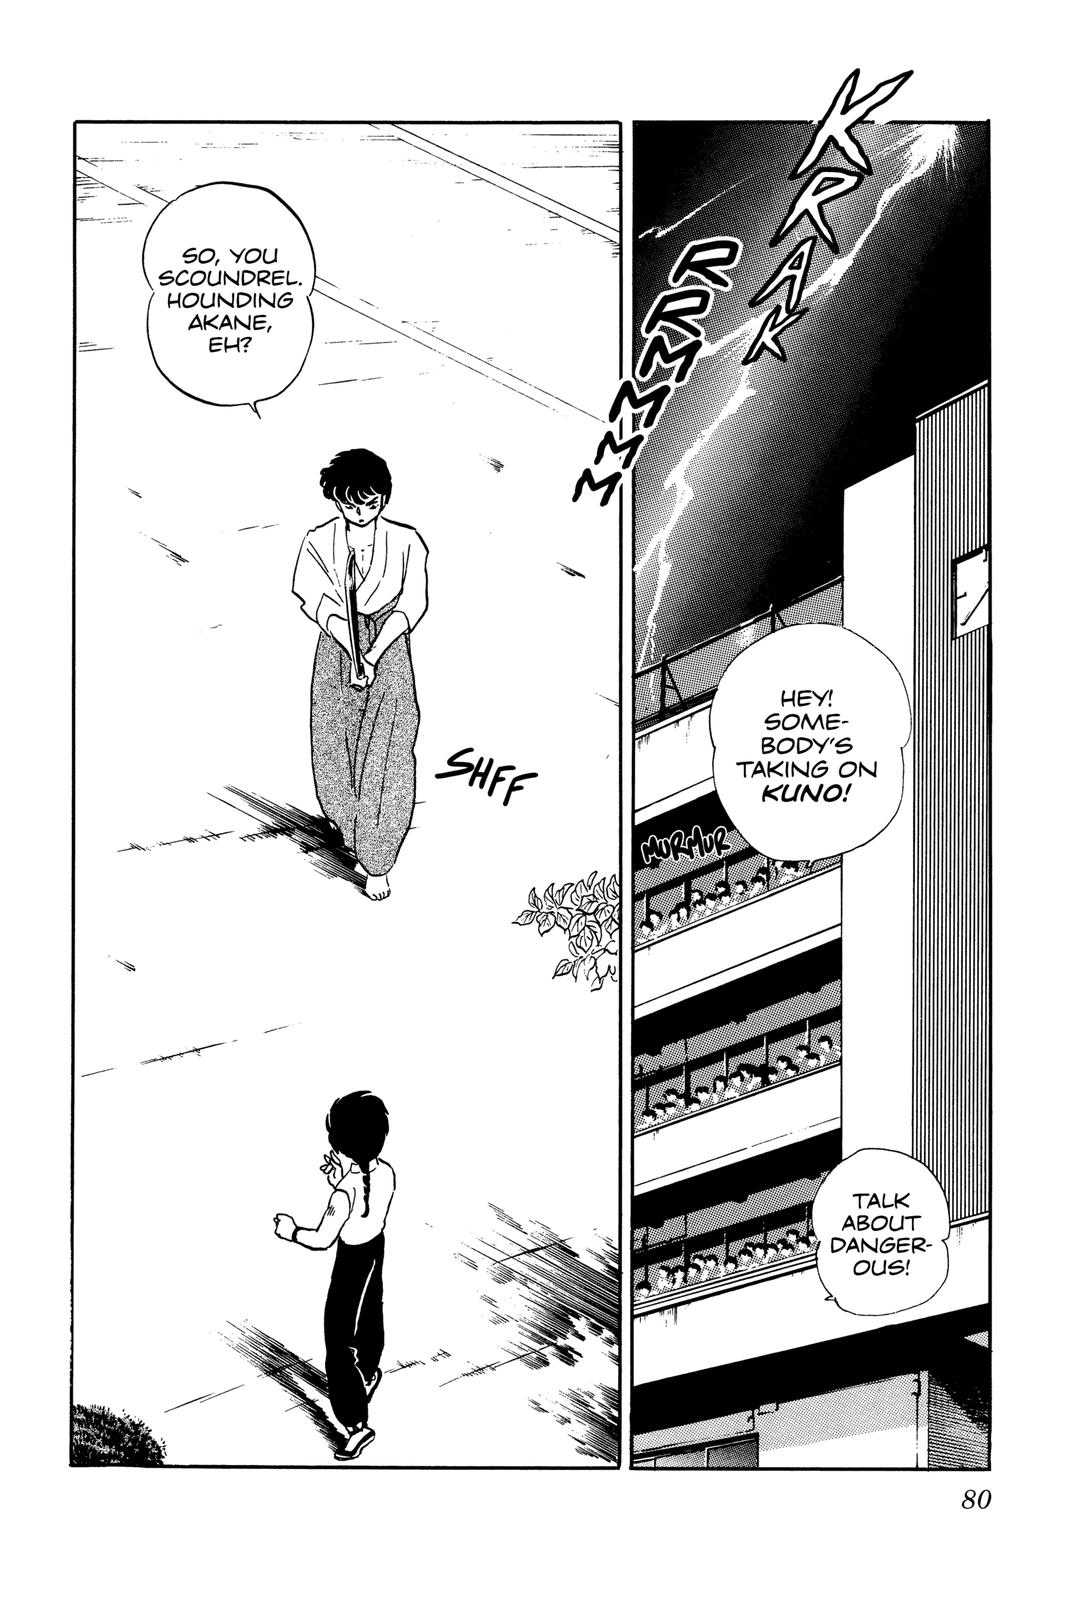 KRAK
RRMMMM
HEY!
SOME-
BODY'S
TAKING ON
KUNO!
MURMUR
TALK
ABOUT
DANGER-
OUS!
SO, YOU
SCOUNDREL.
HOUNDING
AKANE,
EH?
SHFF
80